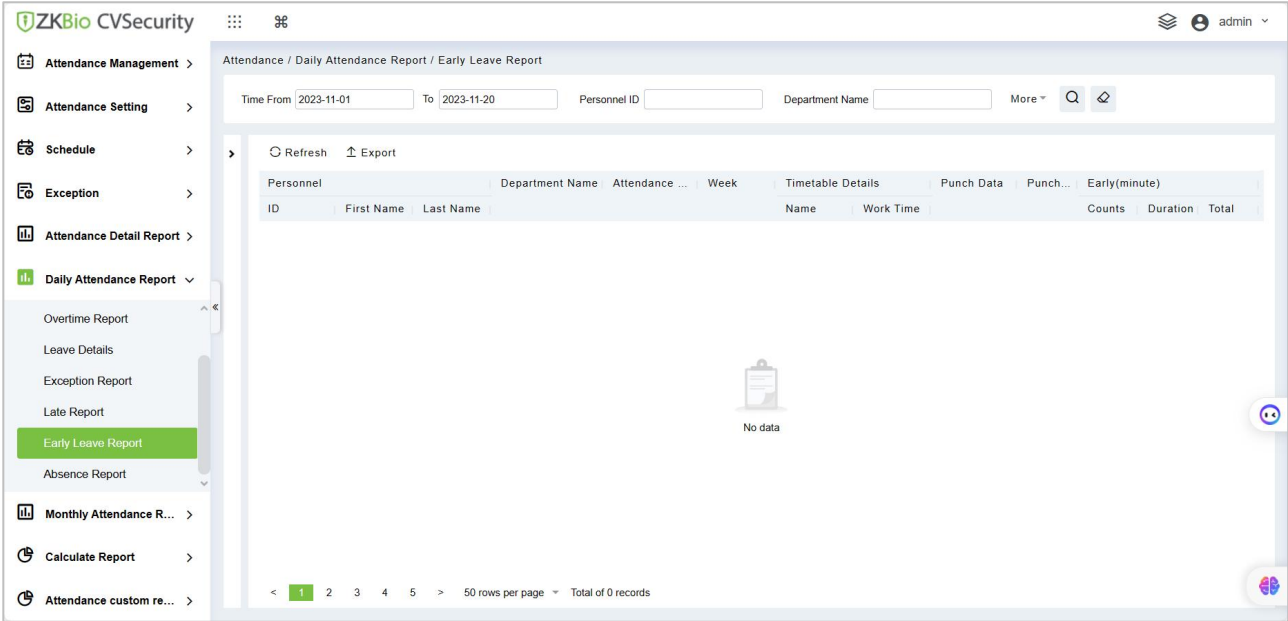 ZKBio CVSecurity
admin
Attendance Management
Attendance Setting
Schedule
Exception
Attendance Detail Report
Daily Attendance Report
Overtime Report
Leave Details
Exception Report
Late Report
Early Leave Report
Absence Report
Monthly Attendance R...
Calculate Report
Attendance custom re...
Attendance / Daily Attendance Report / Early Leave Report
Time From 2023-11-01 To 2023-11-20 Personnel ID Department Name More
Refresh Export
Personnel Department Name Attendance ... Week Timetable Details Punch Data Punch... Early(minute)
ID First Name Last Name Name Work Time Counts Duration Total
No data
< 1 2 3 4 5 > 50 rows per page Total of 0 records